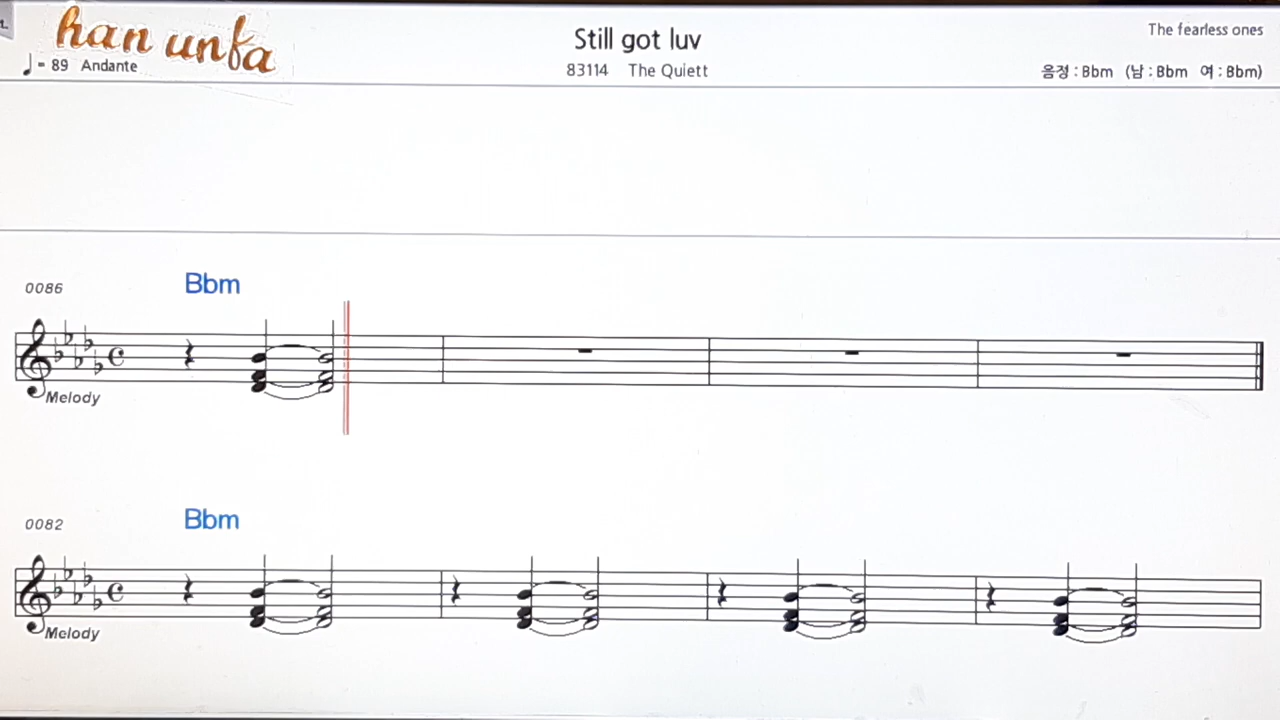 han unfa
Still got luv
The fearless ones
= 89 Andante
83114 The Quiett
음정 : Bbm (남 : Bbm 여 : Bbm)
0086 Bbm
Melody
0082 Bbm
Melody